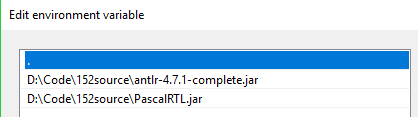 Edit environment variable
.
D:\Code\152source\antlr-4.7.1-complete.jar
D:\Code\152source\PascalRTL.jar